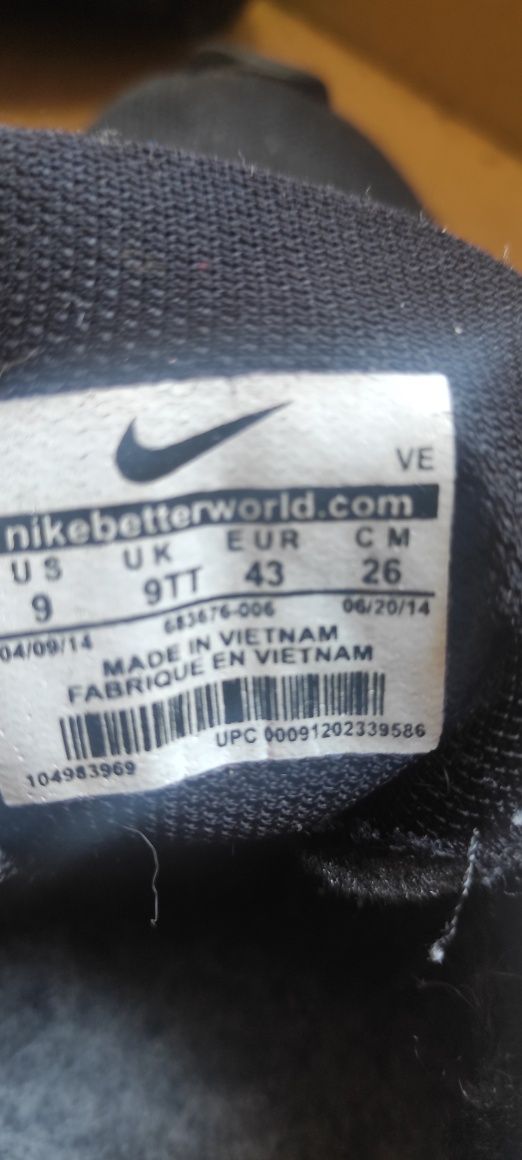 VE
nikebetterworld.com
US UK EUR CM
9 9TT 43 26
04/09/14 683676-006 06/20/14
MADE IN VIETNAM
FABRIQUE EN VIETNAM
104983969 UPC 00091202339586